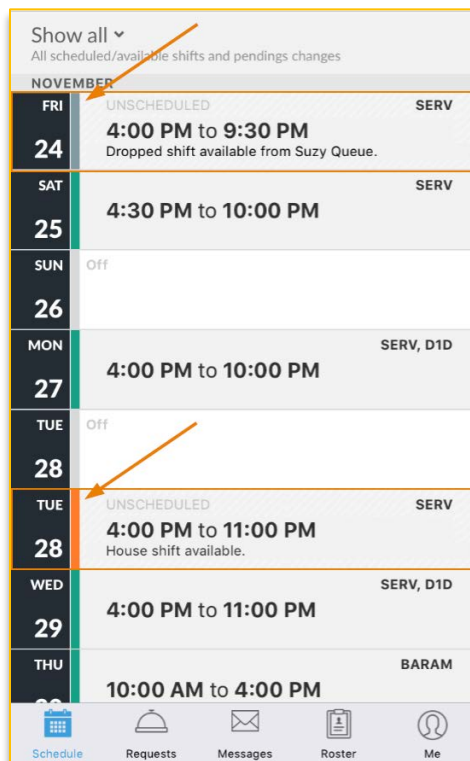 Show all
All scheduled/available shifts and pendings changes
NOVEMBER
FRI
24
UNSCHEDULED
SERV
4:00 PM to 9:30 PM
Dropped shift available from Suzy Queue.
SAT
25
SERV
4:30 PM to 10:00 PM
SUN
26
Off
MON
27
SERV, D1D
4:00 PM to 10:00 PM
TUE
28
Off
TUE
28
UNSCHEDULED
SERV
4:00 PM to 11:00 PM
House shift available.
WED
29
SERV, D1D
4:00 PM to 11:00 PM
THU
BARAM
10:00 AM to 4:00 PM
Schedule
Requests
Messages
Roster
Me